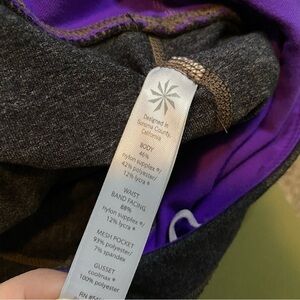 Designed in
Sonoma County,
California
BODY
46%
nylon supplex ®/
42% polyester/
12% lycra ®
WAIST
BAND FACING
88%
nylon supplex ®/
12% lycra ®
MESH POCKET
93% polyester/
7% spandex
GUSSET
coolmax ®
100% polyester
RN